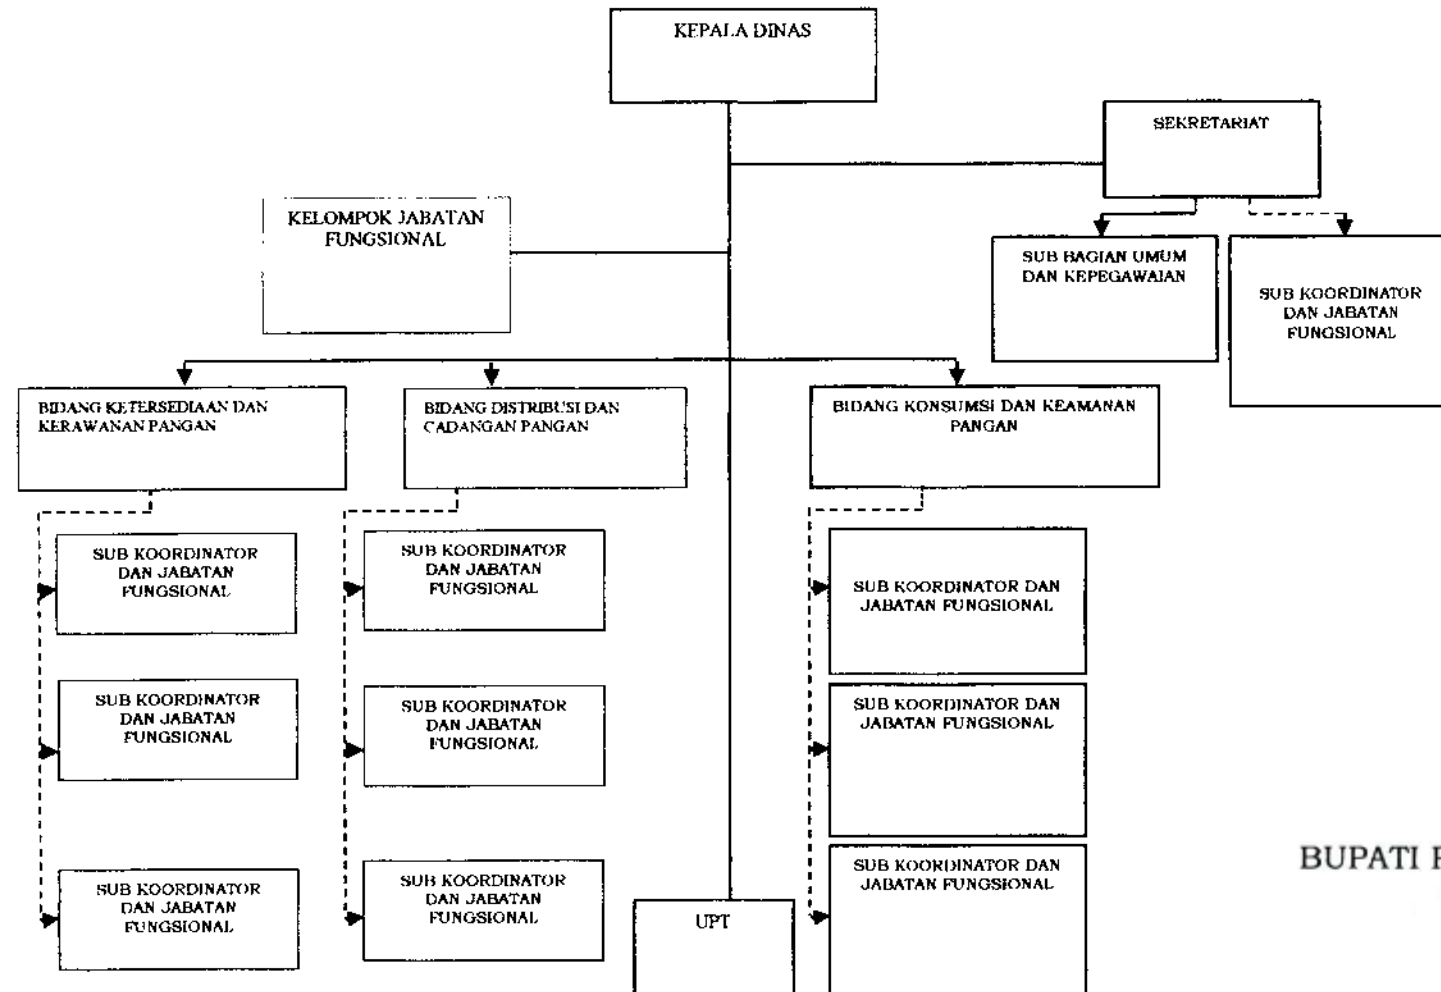 KEPALA DINAS
SEKRETARIAT
KELOMPOK JABATAN
FUNGSIONAL
SUB BAGIAN UMUM
DAN KEPEGAWAIAN
SUB KOORDINATOR
DAN JABATAN
FUNGSIONAL
BIDANG KETERSEDIAAN DAN
KERAWANAN PANGAN
BIDANG DISTRIBUSI DAN
CADANGAN PANGAN
BIDANG KONSUMSI DAN KEAMANAN
PANGAN
SUB KOORDINATOR
DAN JABATAN
FUNGSIONAL
SUB KOORDINATOR
DAN JABATAN
FUNGSIONAL
SUB KOORDINATOR DAN
JABATAN FUNGSIONAL
SUB KOORDINATOR
DAN JABATAN
FUNGSIONAL
SUB KOORDINATOR
DAN JABATAN
FUNGSIONAL
SUB KOORDINATOR DAN
JABATAN FUNGSIONAL
SUB KOORDINATOR
DAN JABATAN
FUNGSIONAL
SUB KOORDINATOR
DAN JABATAN
FUNGSIONAL
SUB KOORDINATOR DAN
JABATAN FUNGSIONAL
UPT
BUPATI